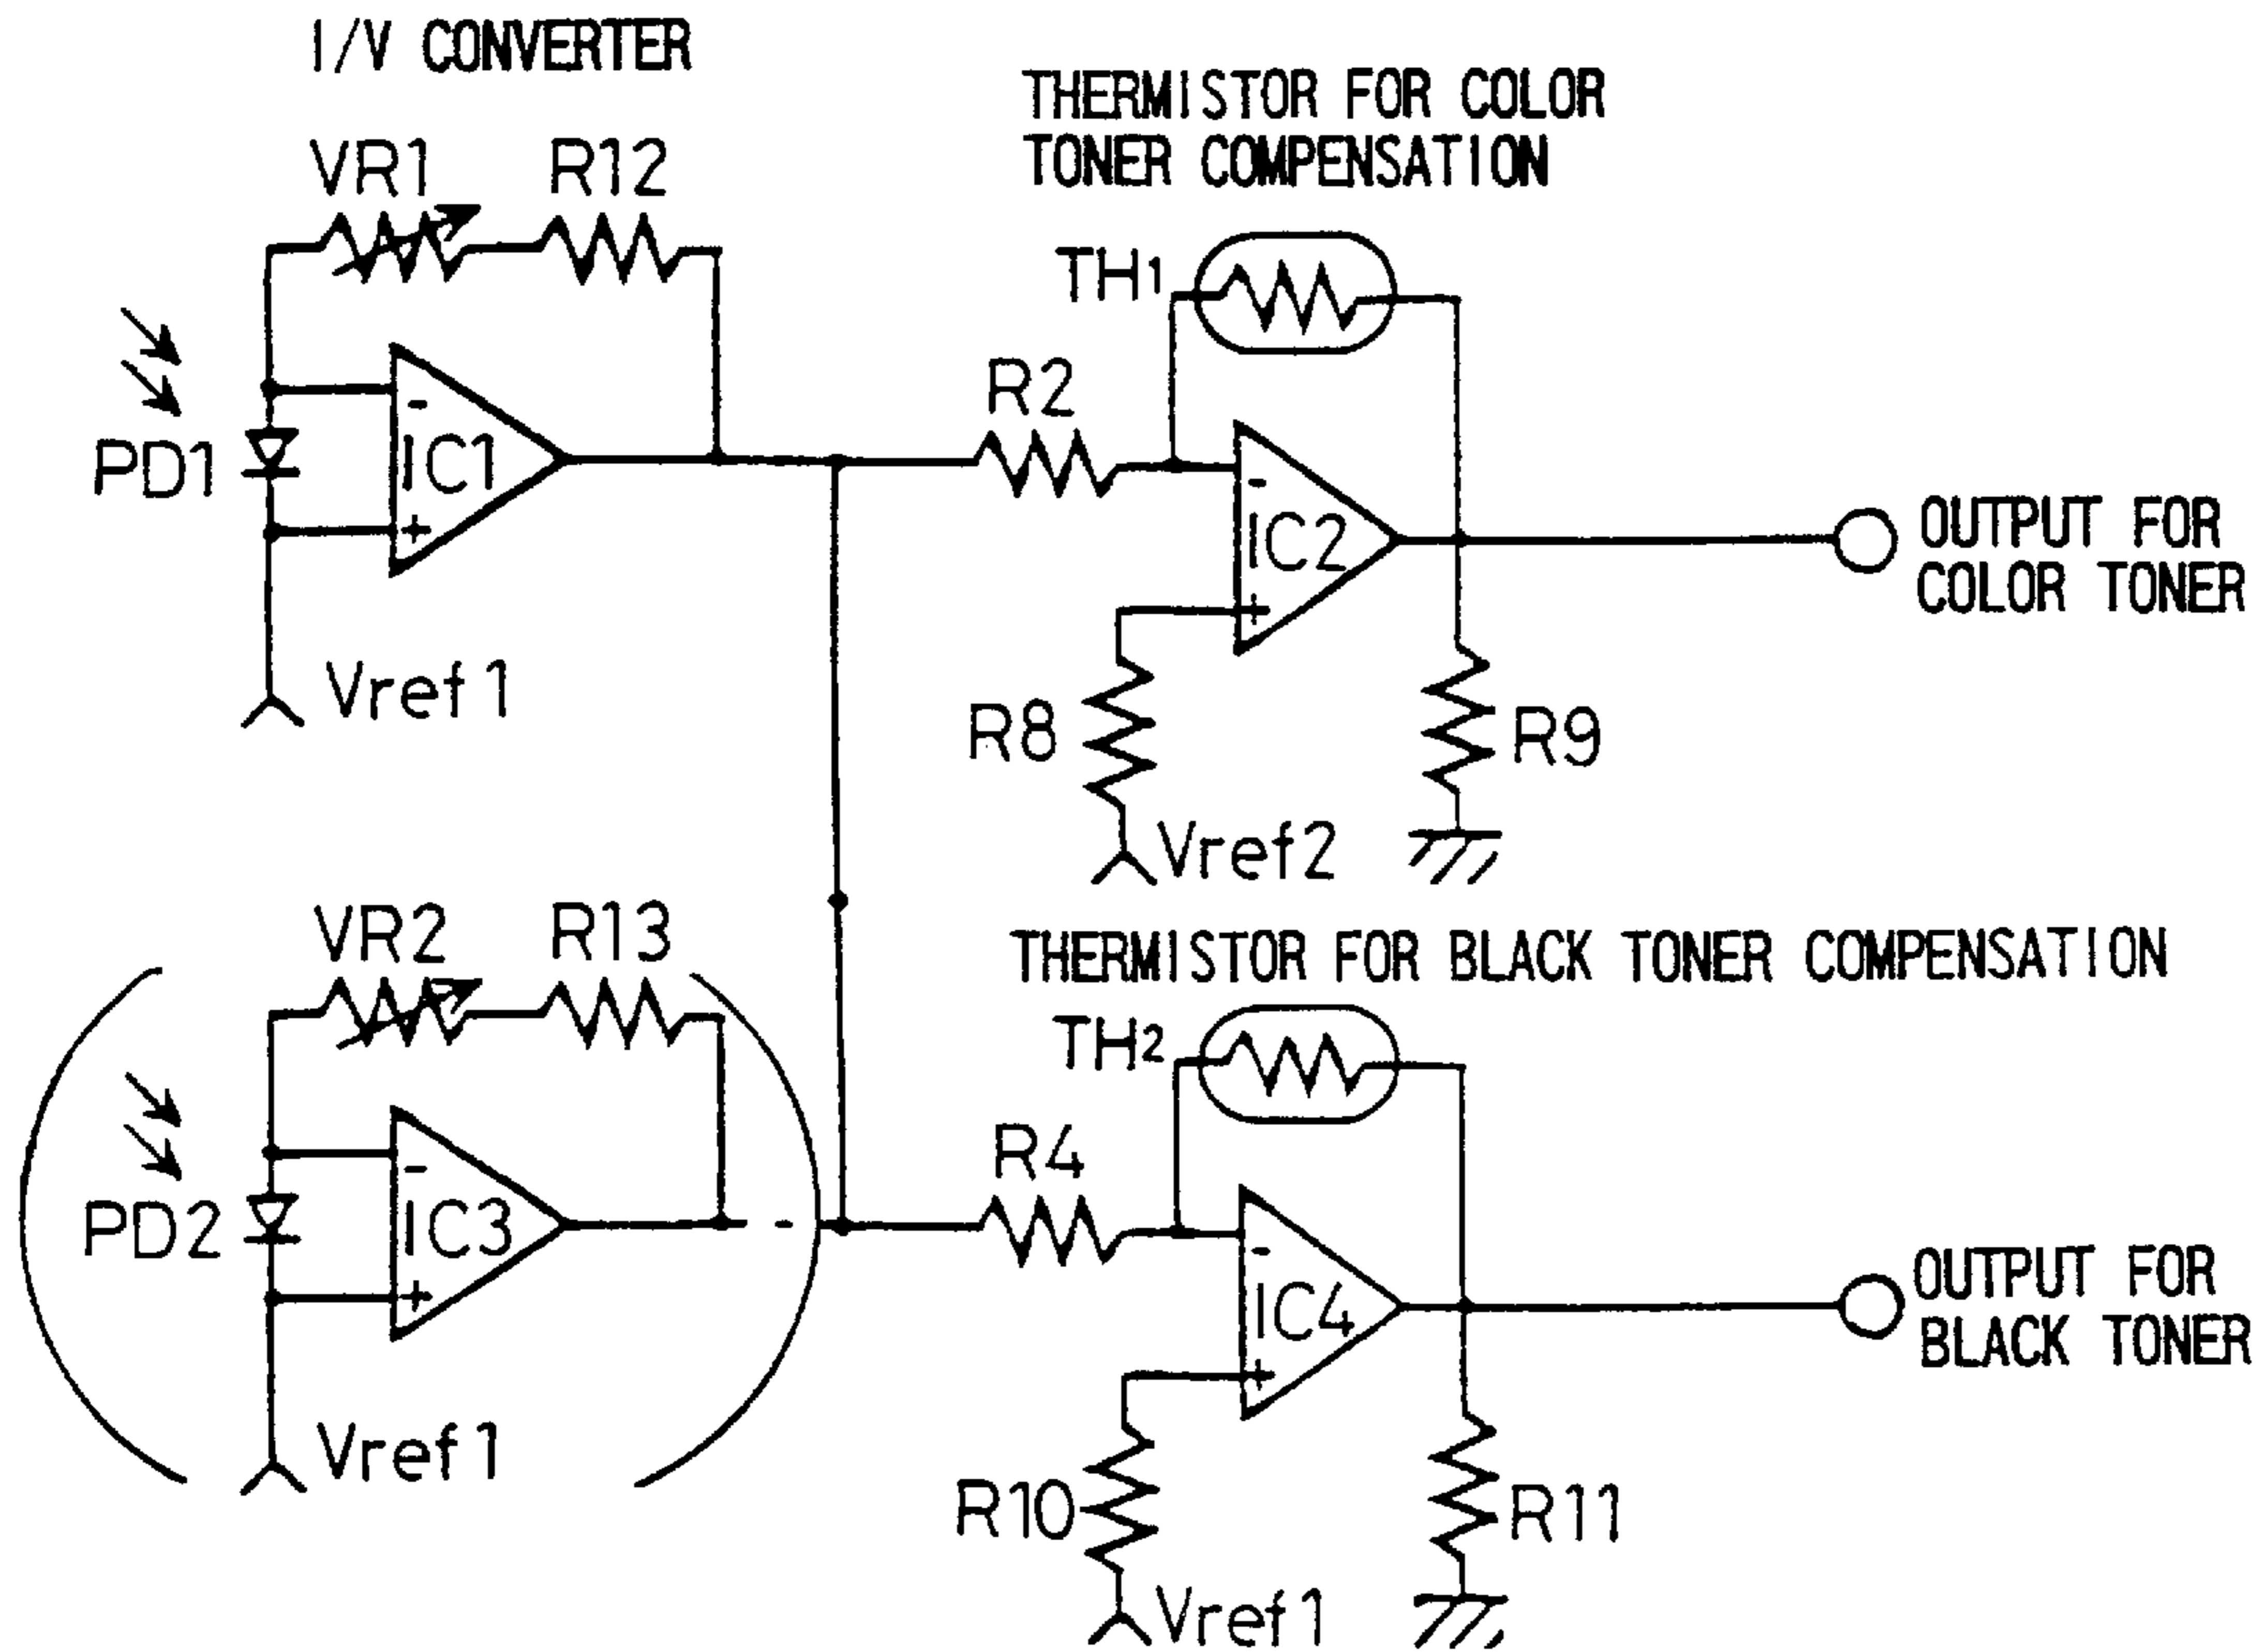 I/V CONVERTER
THERMISTOR FOR COLOR
TONER COMPENSATION
VR1
R12
TH1
R2
PD1
-
IC1
+
-
IC2
+
OUTPUT FOR
COLOR TONER
Vref1
R8
R9
Vref2
VR2
R13
THERMISTOR FOR BLACK TONER COMPENSATION
TH2
R4
PD2
-
IC3
+
-
IC4
+
OUTPUT FOR
BLACK TONER
Vref1
R10
R11
Vref1